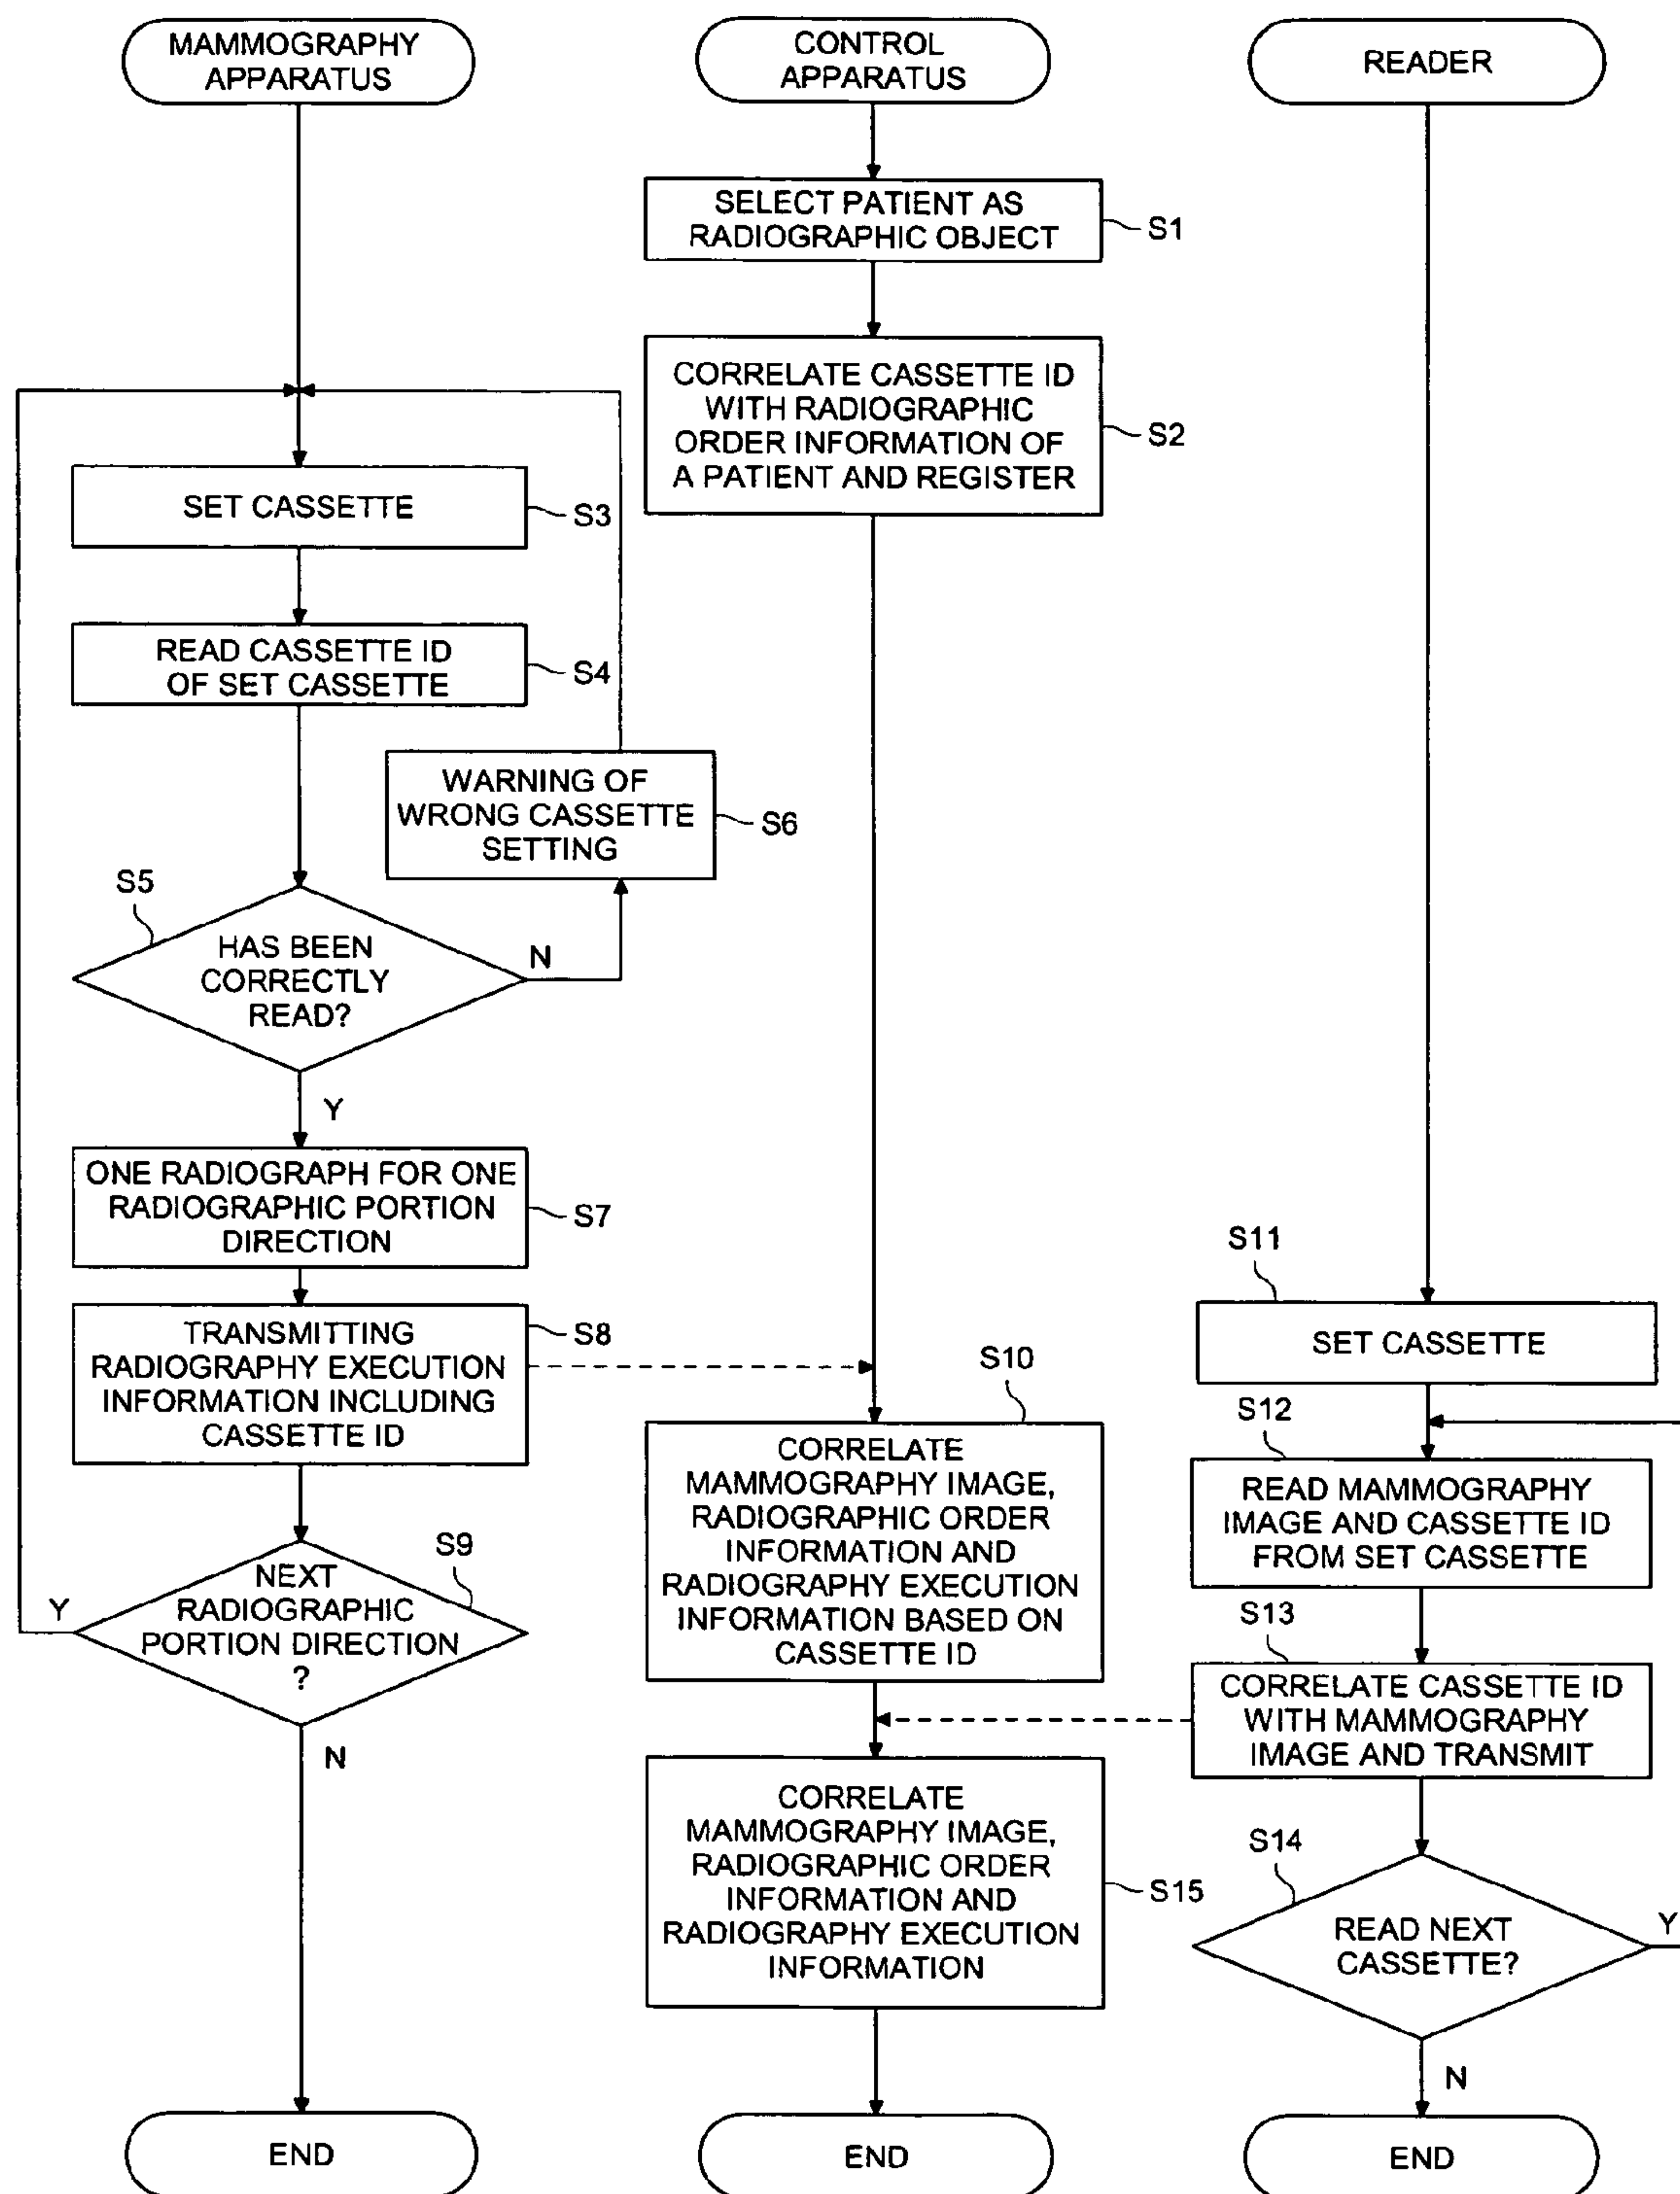 MAMMOGRAPHY
APPARATUS
S3
SET CASSETTE
S4
READ CASSETTE ID
OF SET CASSETTE
WARNING OF
WRONG CASSETTE
SETTING
S6
S5
HAS BEEN
CORRECTLY
READ?
N
Y
ONE RADIOGRAPH FOR ONE
RADIOGRAPHIC PORTION
DIRECTION
S7
TRANSMITTING
RADIOGRAPHY EXECUTION
INFORMATION INCLUDING
CASSETTE ID
S8
S9
NEXT
RADIOGRAPHIC
PORTION DIRECTION
?
Y
N
END
CONTROL
APPARATUS
SELECT PATIENT AS
RADIOGRAPHIC OBJECT
S1
CORRELATE CASSETTE ID
WITH RADIOGRAPHIC
ORDER INFORMATION OF
A PATIENT AND REGISTER
S2
S10
CORRELATE
MAMMOGRAPHY IMAGE,
RADIOGRAPHIC ORDER
INFORMATION AND
RADIOGRAPHY EXECUTION
INFORMATION BASED ON
CASSETTE ID
CORRELATE
MAMMOGRAPHY IMAGE,
RADIOGRAPHIC ORDER
INFORMATION AND
RADIOGRAPHY EXECUTION
INFORMATION
S15
END
READER
S11
SET CASSETTE
S12
READ MAMMOGRAPHY
IMAGE AND CASSETTE ID
FROM SET CASSETTE
S13
CORRELATE CASSETTE ID
WITH MAMMOGRAPHY
IMAGE AND TRANSMIT
S14
READ NEXT
CASSETTE?
Y
N
END